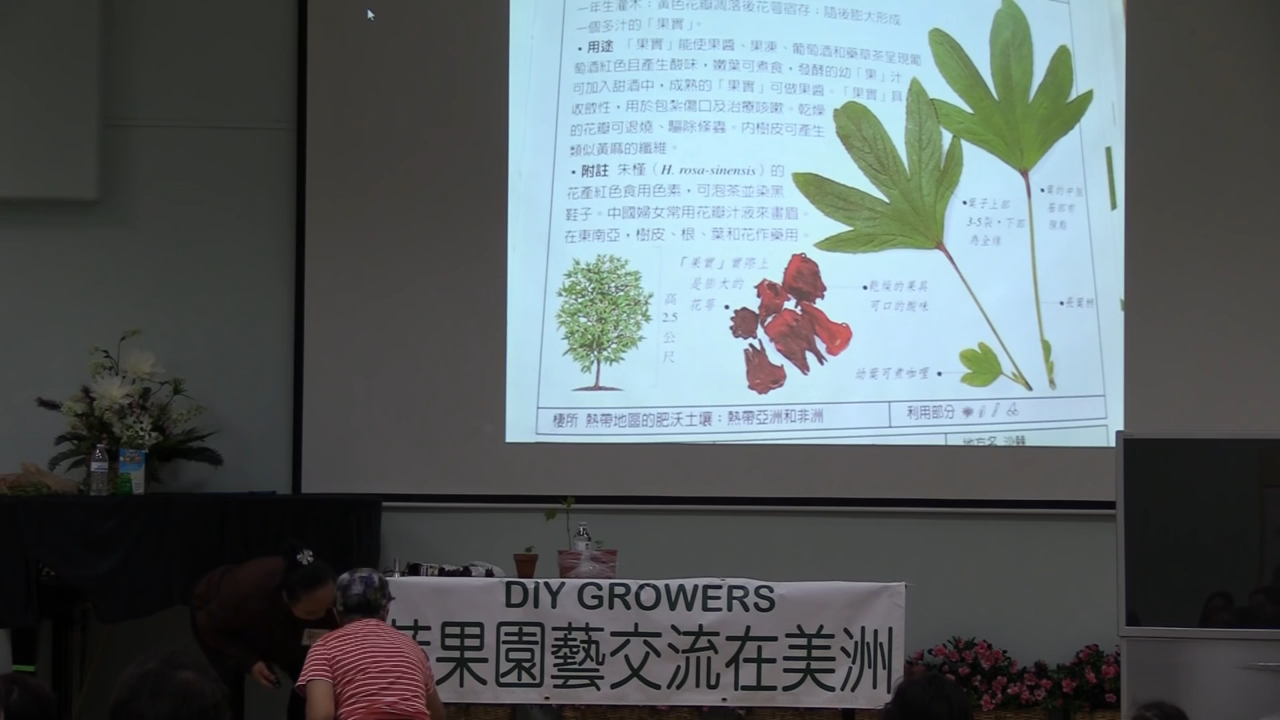 一年生灌木；黃色花瓣凋落後花萼宿存；隨後膨大形成
一個多汁的「果實」。
• 用途 「果實」能使果醬、果凍、葡萄酒和藥草茶呈現葡
萄酒紅色且產生酸味，嫩葉可煮食，發酵的幼「果」汁
可加入甜酒中，成熟的「果實」可做果醬。「果實」具
收斂性，用於包紮傷口及治療咳嗽。乾燥
的花瓣可退燒、驅除絛蟲。內樹皮可產生
類似黃麻的纖維。
• 附註 朱槿（H. rosa-sinensis）的
花產紅色食用色素，可泡茶並染黑
鞋子。中國婦女常用花瓣汁液來畫眉。
在東南亞，樹皮、根、葉和花作藥用。
「果實」實際上
是膨大的
花萼
高
2.5
公
尺
乾燥的果具
可口的酸味
葉子上部
3-5裂，下部
為全緣
葉的中肋
基部有
長葉柄
幼葉可煮咖哩
棲所 熱帶地區的肥沃土壤；熱帶亞洲和非洲
利用部分
地方名
DIY GROWERS
果園藝交流在美洲